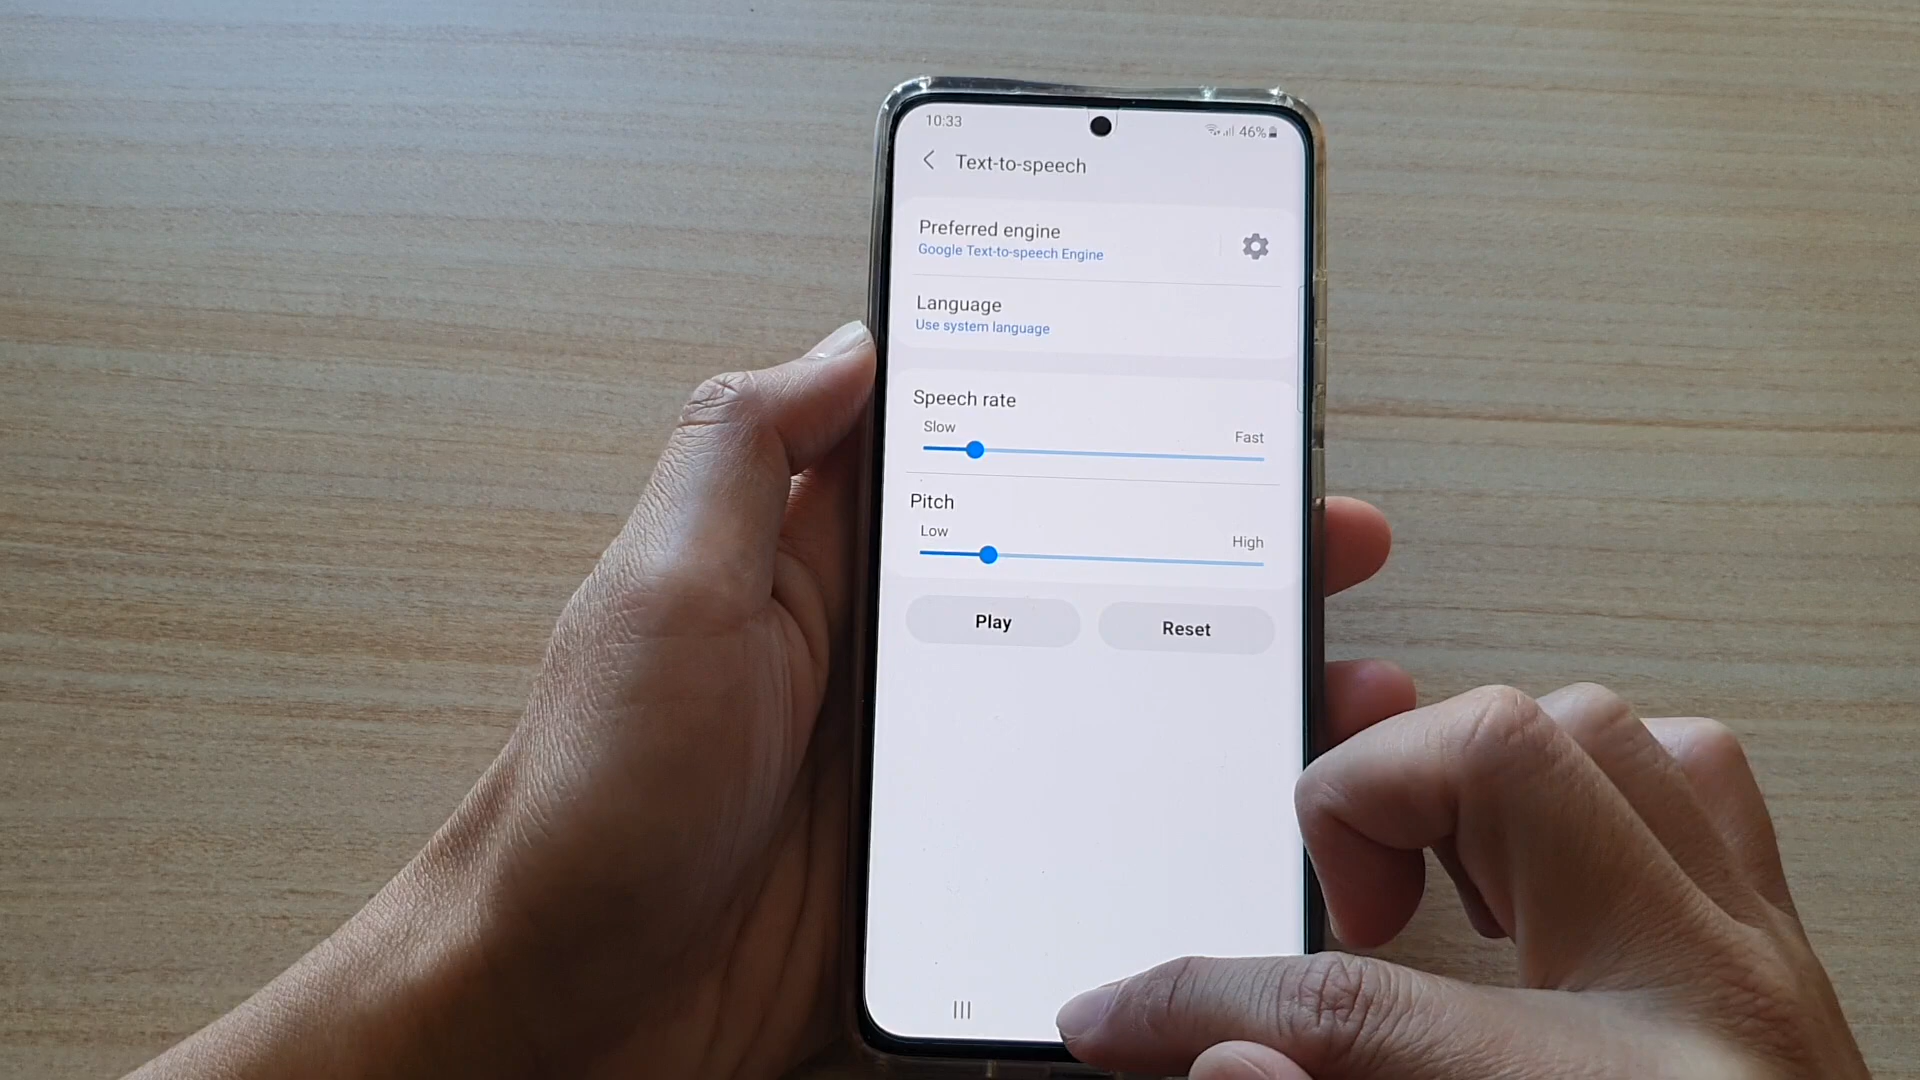 10:33
46%
Text-to-speech
Preferred engine
Google Text-to-speech Engine
Language
Use system language
Speech rate
Slow
Fast
Pitch
Low
High
Play
Reset